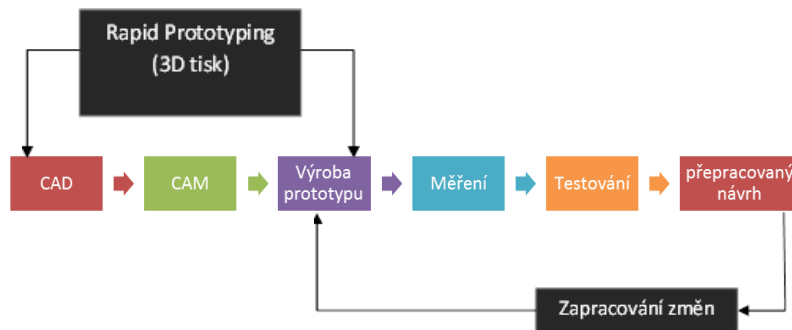 Rapid Prototyping
(3D tisk)
CAD
CAM
Výroba
prototypu
Měření
Testování
přepracovaný
návrh
Zapracování změn